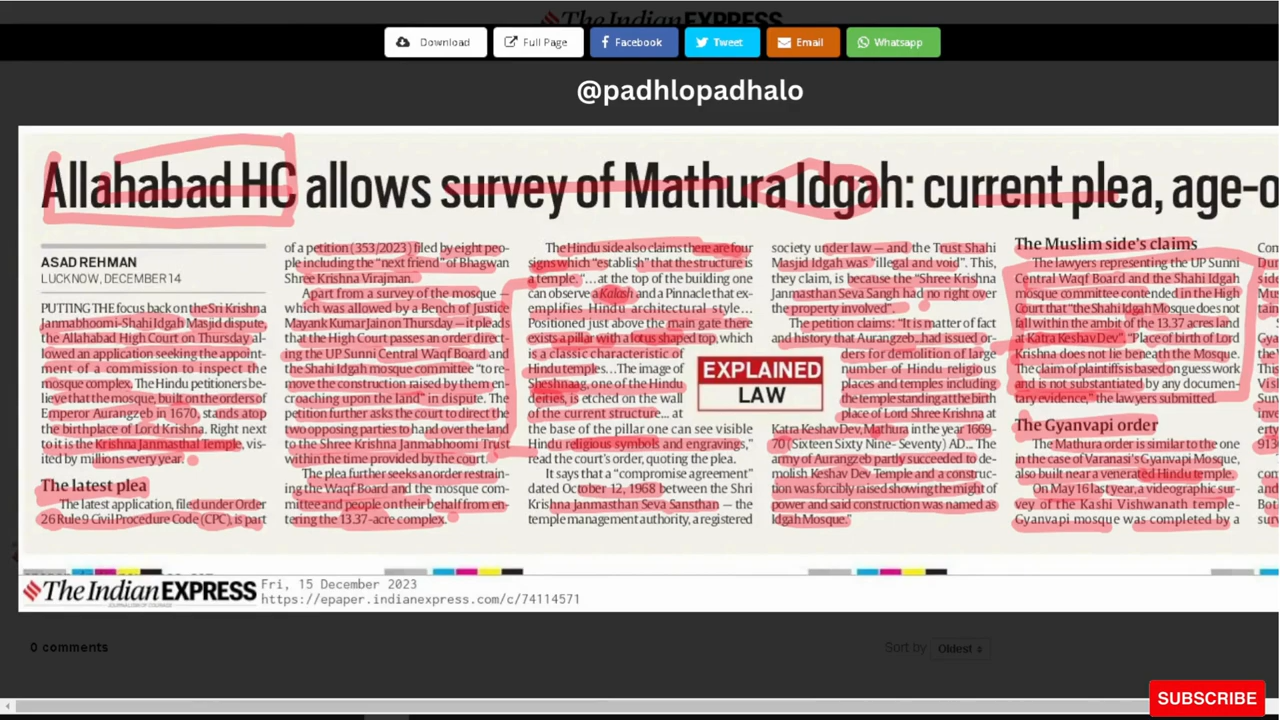 The Indian EXPRESS
Download
Full Page
Facebook
Tweet
Email
Whatsapp
@padhlopadhalo
Allahabad HC allows survey of Mathura Idgah: current plea, age-o
ASAD REHMAN
LUCKNOW, DECEMBER 14
PUTTING THE focus back on the Sri Krishna
Janmabhoomi-Shahi Idgah Masjid dispute,
the Allahabad High Court on Thursday al-
lowed an application seeking the appoint-
ment of a commission to inspect the
mosque complex. The Hindu petitioners be-
lieve that the mosque, built on the orders of
Emperor Aurangzeb in 1670, stands atop
the birthplace of Lord Krishna. Right next
to it is the Krishna Janmasthal Temple, vis-
ited by millions every year.
The latest plea
The latest application, filed under Order
26 Rule 9 Civil Procedure Code (CPC), is part
of a petition (353/2023) filed by eight peo-
ple including the "next friend" of Bhagwan
Shree Krishna Virajman.
Apart from a survey of the mosque —
which was allowed by a Bench of Justice
Mayank Kumar Jain on Thursday — it pleads
that the High Court passes an order direct-
ing the UP Sunni Central Waqf Board and
the Shahi Idgah mosque committee "to re-
move the construction raised by them en-
croaching upon the land" in dispute. The
petition further asks the court to direct the
two opposing parties to hand over the land
to the Shree Krishna Janmabhoomi Trust
within the time provided by the court.
The plea further seeks an order restrain-
ing the Waqf Board and the mosque com-
mittee and people on their behalf from en-
tering the 13.37-acre complex.
The Hindu side also claims there are four
signs which "establish" that the structure is
a temple. "…at the top of the building one
can observe a Kalash and a Pinnacle that ex-
emplifies Hindu architectural style…
Positioned just above the main gate there
exists a pillar with a lotus shaped top, which
is a classic characteristic of
Hindu temples…The image of
Sheshnaag, one of the Hindu
deities, is etched on the wall
of the current structure… at
the base of the pillar one can see visible
Hindu religious symbols and engravings,"
read the court's order, quoting the plea.
It says that a "compromise agreement"
dated October 12, 1968 between the Shri
Krishna Janmasthan Seva Sansthan — the
temple management authority, a registered
EXPLAINED
LAW
society under law — and the Trust Shahi
Masjid Idgah was "illegal and void". This,
they claim, is because the "Shree Krishna
Janmasthan Seva Sangh had no right over
the property involved".
The petition claims: "It is matter of fact
and history that Aurangzeb...had issued or-
ders for demolition of large
number of Hindu religious
places and temples including
the temple standing at the birth
place of Lord Shree Krishna at
Katra Keshav Dev, Mathura in the year 1669-
70 (Sixteen Sixty Nine- Seventy) AD... The
army of Aurangzeb partly succeeded to de-
molish Keshav Dev Temple and a construc-
tion was forcibly raised showing the might of
power and said construction was named as
Idgah Mosque."
The Muslim side's claims
The lawyers representing the UP Sunni
Central Waqf Board and the Shahi Idgah
mosque committee contended in the High
Court that "the Shahi Idgah Mosque does not
fall within the ambit of the 13.37 acres land
at Katra Keshav Dev". "Place of birth of Lord
Krishna does not lie beneath the Mosque.
The claim of plaintiffs is based on guess work
and is not substantiated by any documen-
tary evidence," the lawyers submitted.
The Gyanvapi order
The Mathura order is similar to the one
in the case of Varanasi's Gyanvapi Mosque,
also built near a venerated Hindu temple.
On May 16 last year, a videographic sur-
vey of the Kashi Vishwanath temple-
Gyanvapi mosque was completed by a
The Indian EXPRESS
JOURNALISM OF COURAGE
Fri, 15 December 2023
https://epaper.indianexpress.com/c/74114571
0 comments
Sort by
Oldest
SUBSCRIBE